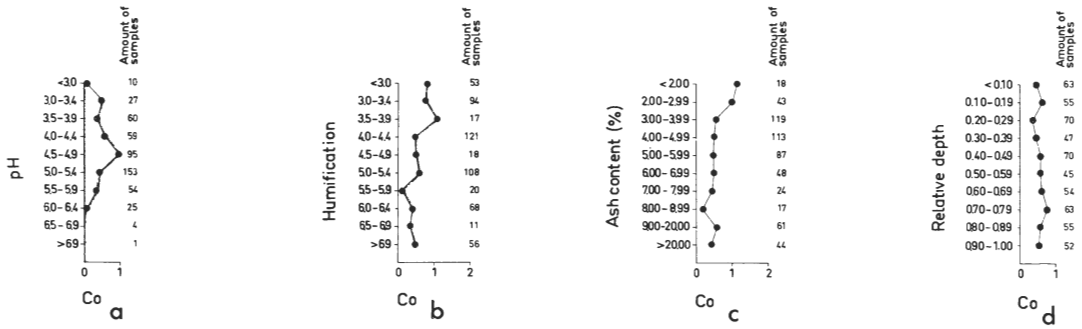 Amount of
samples
pH
<3.0 10
3.0-3.4 27
3.5-3.9 60
4.0-4.4 59
4.5-4.9 95
5.0-5.4 153
5.5-5.9 54
6.0-6.4 25
6.5-6.9 4
>6.9 1
0 1
Co
a
Amount of
samples
Humification
<3.0 53
3.0-3.4 94
3.5-3.9 17
4.0-4.4 121
4.5-4.9 18
5.0-5.4 108
5.5-5.9 20
6.0-6.4 68
6.5-6.9 11
>6.9 56
0 1 2
Co
b
Amount of
samples
Ash content (%)
<2.00 18
2.00-2.99 43
3.00-3.99 119
4.00-4.99 113
5.00-5.99 87
6.00-6.99 48
7.00-7.99 24
8.00-8.99 17
9.00-20.00 61
>20.00 44
0 1 2
Co
c
Amount of
samples
Relative depth
<0.10 63
0.10-0.19 55
0.20-0.29 70
0.30-0.39 47
0.40-0.49 70
0.50-0.59 45
0.60-0.69 54
0.70-0.79 63
0.80-0.89 55
0.90-1.00 52
0 1
Co
d